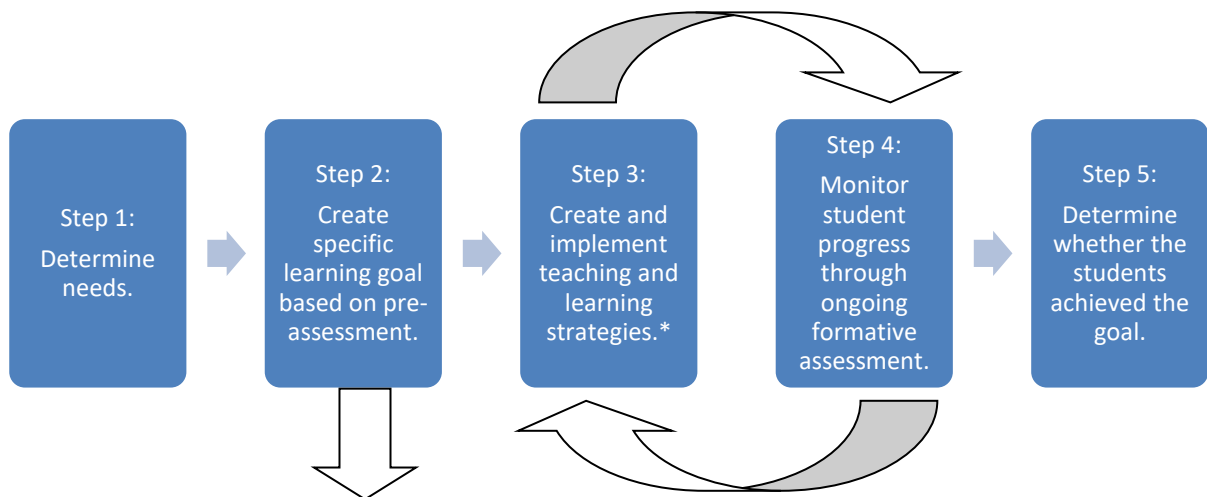 Step 1:
Determine
needs.
Step 2:
Create
specific
learning goal
based on pre-
assessment.
Step 3:
Create and
implement
teaching and
learning
strategies.*
Step 4:
Monitor
student
progress
through
ongoing
formative
assessment.
Step 5:
Determine
whether the
students
achieved the
goal.